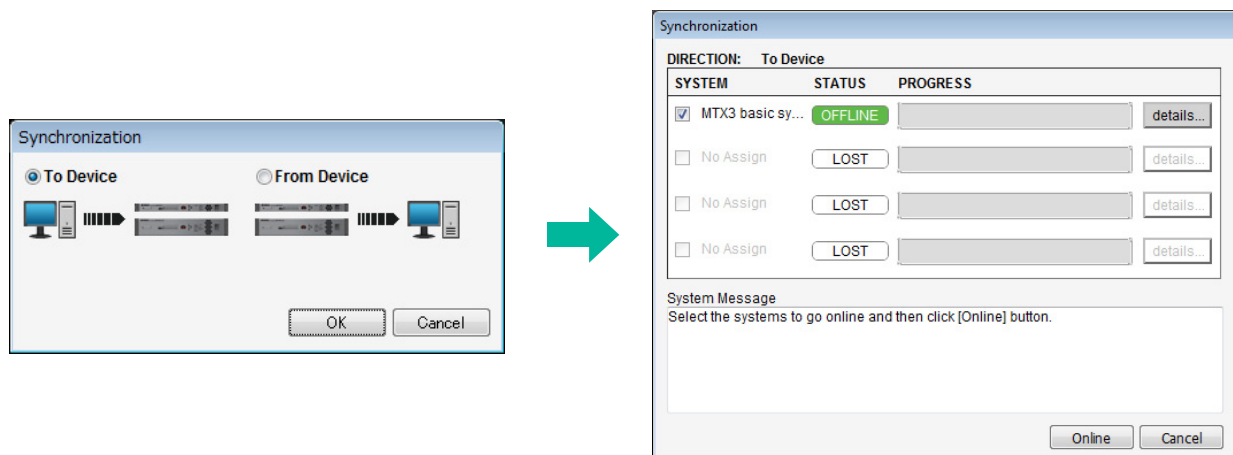 Synchronization
To Device
From Device
OK
Cancel
Synchronization
DIRECTION: To Device
SYSTEM STATUS PROGRESS
MTX3 basic sy... OFFLINE details...
No Assign LOST details...
No Assign LOST details...
No Assign LOST details...
System Message
Select the systems to go online and then click [Online] button.
Online Cancel